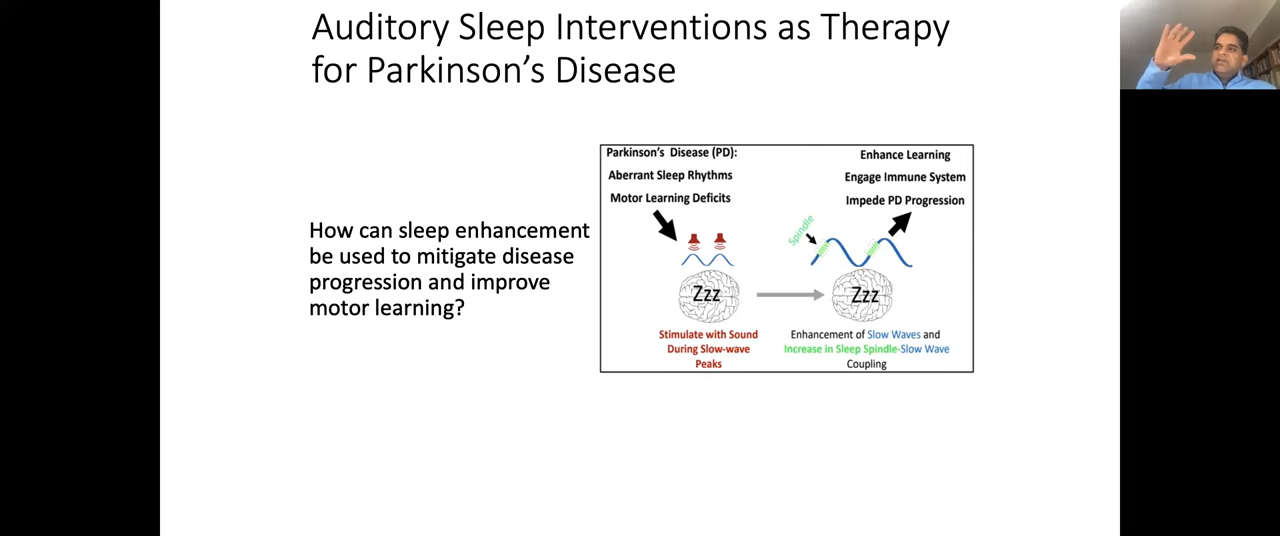 Auditory Sleep Interventions as Therapy
for Parkinson's Disease
How can sleep enhancement
be used to mitigate disease
progression and improve
motor learning?
Parkinson's Disease (PD):
Aberrant Sleep Rhythms
Motor Learning Deficits
Zzz
Stimulate with Sound
During Slow-wave
Peaks
Enhance Learning
Engage Immune System
Impede PD Progression
Spindle
Zzz
Enhancement of Slow Waves and
Increase in Sleep Spindle-Slow Wave
Coupling